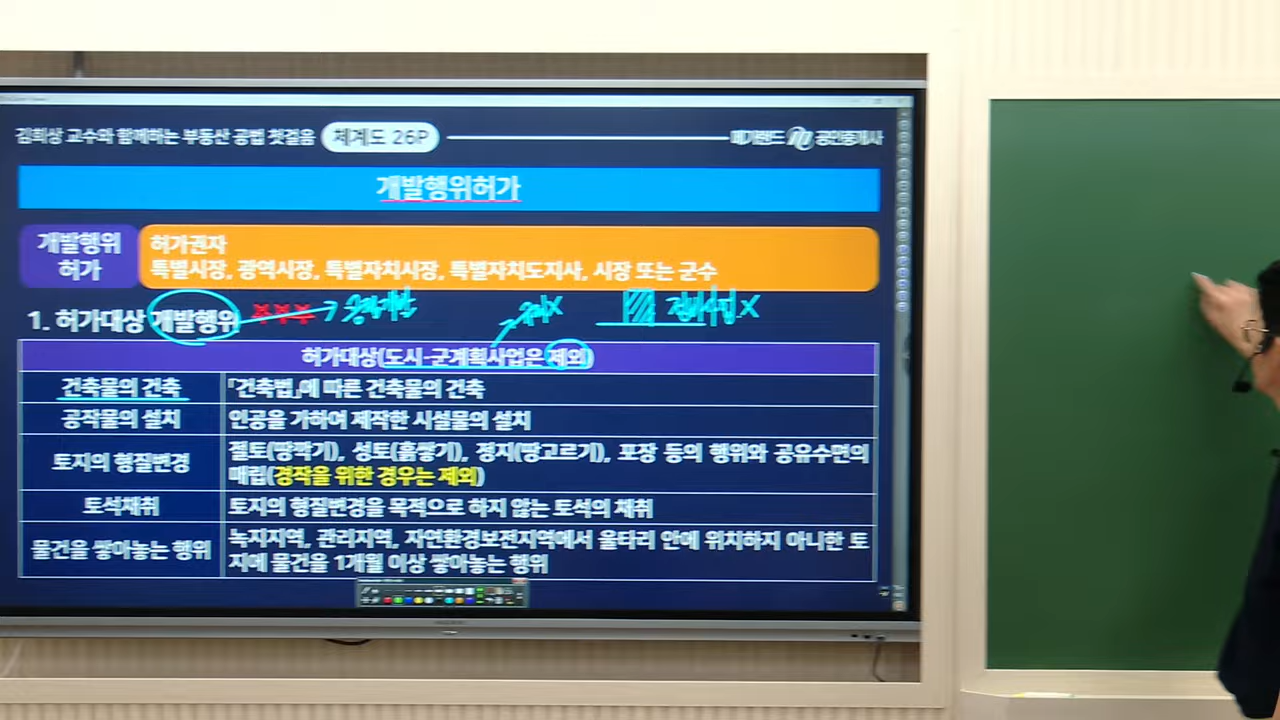 김희상 교수와 함께하는 부동산 공법 첫걸음 체계도 26P 메가랜드 공인중개사
개발행위허가
개발행위
허가
허가권자
특별시장, 광역시장, 특별자치시장, 특별자치도지사, 시장 또는 군수
1. 허가대상 개발행위
허가대상(도시·군계획사업은 제외)
건축물의 건축 「건축법」에 따른 건축물의 건축
공작물의 설치 인공을 가하여 제작한 시설물의 설치
토지의 형질변경 절토(땅깎기), 성토(흙쌓기), 정지(땅고르기), 포장 등의 행위와 공유수면의
매립(경작을 위한 경우는 제외)
토석채취 토지의 형질변경을 목적으로 하지 않는 토석의 채취
물건을 쌓아놓는 행위 녹지지역, 관리지역, 자연환경보전지역에서 울타리 안에 위치하지 아니한 토
지에 물건을 1개월 이상 쌓아놓는 행위